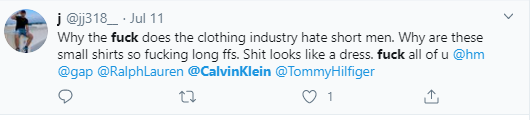 j @jj318__ · Jul 11
Why the fuck does the clothing industry hate short men. Why are these
small shirts so fucking long ffs. Shit looks like a dress. fuck all of u @hm
@gap @RalphLauren @CalvinKlein @TommyHilfiger
1